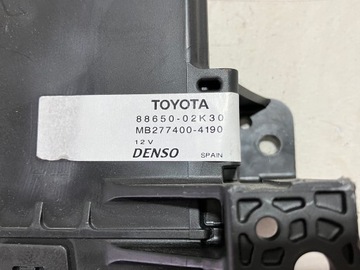 TOYOTA
88650-02K30
MB277400-4190
12V
DENSO SPAIN